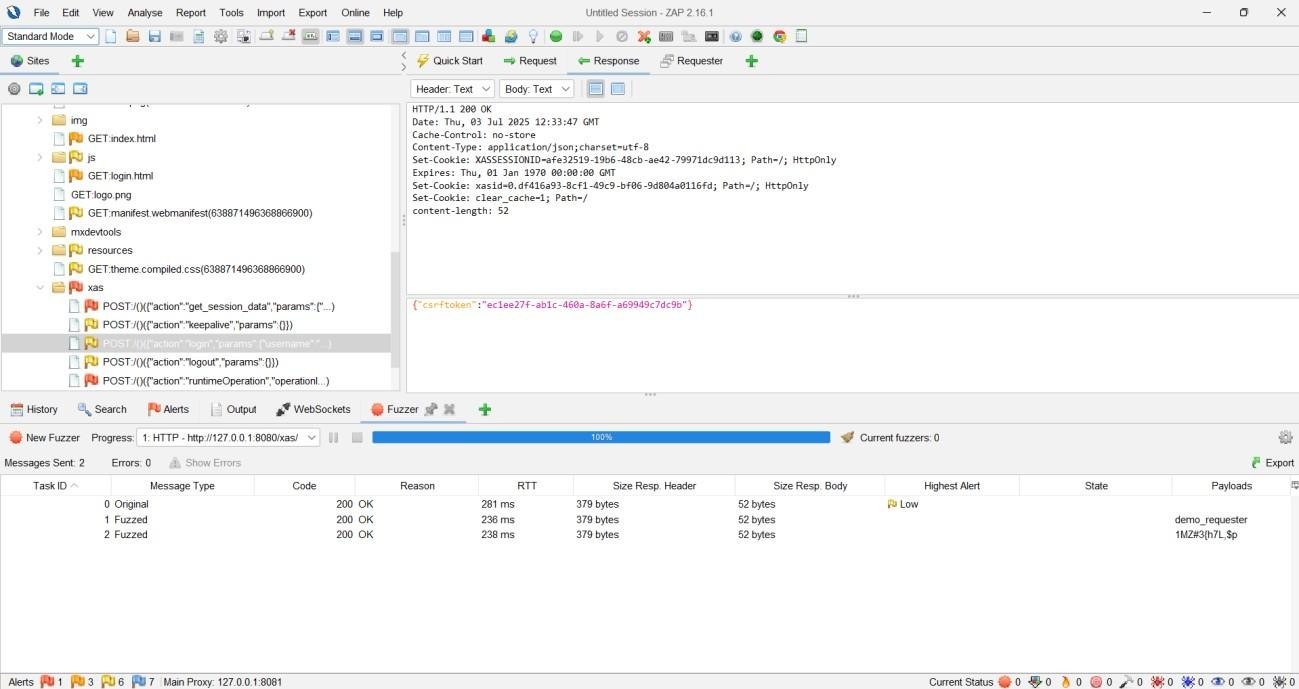 File Edit View Analyse Report Tools Import Export Online Help Untitled Session - ZAP 2.16.1
Standard Mode
Sites Quick Start Request Response Requester
Header: Text Body: Text
img
GET:index.html
js
GET:login.html
GET:logo.png
GET:manifest.webmanifest(638871496368866900)
mxdevtools
resources
GET:theme.compiled.css(638871496368866900)
xas
POST:/()({"action":"get_session_data","params":{"...)
POST:/()({"action":"keepalive","params":{}})
POST:/()({"action":"login","params":{"username":"...)
POST:/()({"action":"logout","params":{}})
POST:/()({"action":"runtimeOperation","operationI...)
HTTP/1.1 200 OK
Date: Thu, 03 Jul 2025 12:33:47 GMT
Cache-Control: no-store
Content-Type: application/json;charset=utf-8
Set-Cookie: XASSESSIONID=afe32519-19b6-48cb-ae42-79971dc9d113; Path=/; HttpOnly
Expires: Thu, 01 Jan 1970 00:00:00 GMT
Set-Cookie: xasid=0.df416a93-8cf1-49c9-bf06-9d804a0116fd; Path=/; HttpOnly
Set-Cookie: clear_cache=1; Path=/
content-length: 52
{"csrftoken":"ec1ee27f-ab1c-460a-8a6f-a69949c7dc9b"}
History Search Alerts Output WebSockets Fuzzer
New Fuzzer Progress: 1: HTTP - http://127.0.0.1:8080/xas/ 100% Current fuzzers: 0
Messages Sent: 2 Errors: 0 Show Errors Export
Task ID Message Type Code Reason RTT Size Resp. Header Size Resp. Body Highest Alert State Payloads
0 Original 200 OK 281 ms 379 bytes 52 bytes Low
1 Fuzzed 200 OK 236 ms 379 bytes 52 bytes demo_requester
2 Fuzzed 200 OK 238 ms 379 bytes 52 bytes 1MZ#3{h7L,$p
Alerts 1 3 6 7 Main Proxy: 127.0.0.1:8081 Current Status 0 0 0 0 0 0 0 0 0 0